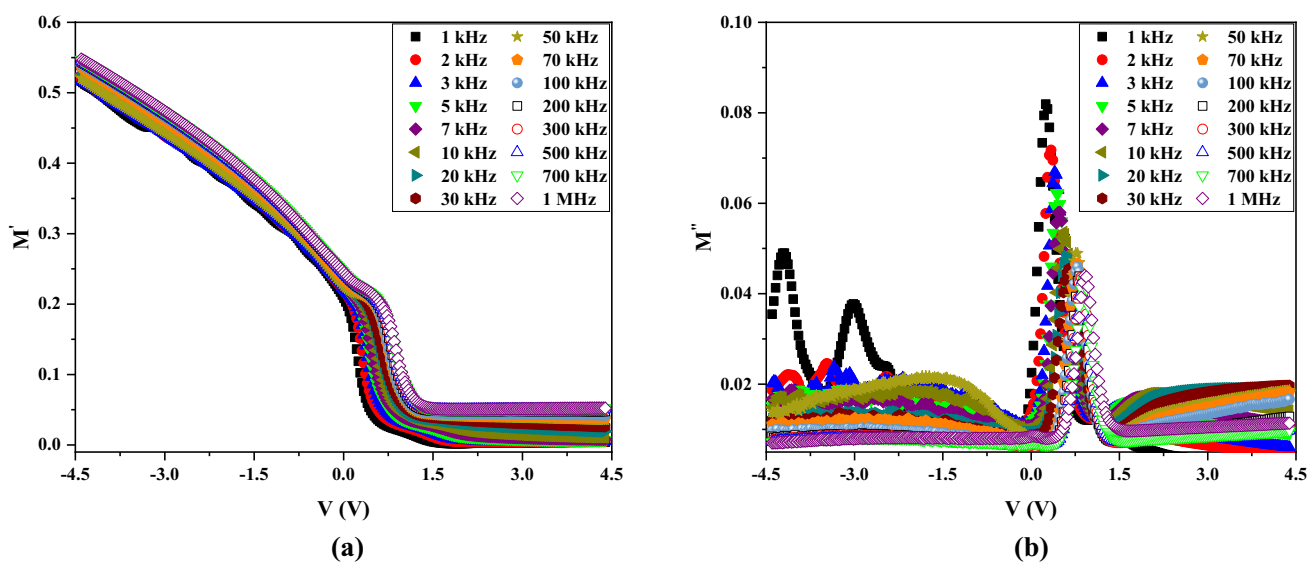 0.6
0.5
0.4
0.3
0.2
0.1
0.0
M'
-4.5 -3.0 -1.5 0.0 1.5 3.0 4.5
V (V)
1 kHz 50 kHz
2 kHz 70 kHz
3 kHz 100 kHz
5 kHz 200 kHz
7 kHz 300 kHz
10 kHz 500 kHz
20 kHz 700 kHz
30 kHz 1 MHz
(a)
0.10
0.08
0.06
0.04
0.02
M"
-4.5 -3.0 -1.5 0.0 1.5 3.0 4.5
V (V)
1 kHz 50 kHz
2 kHz 70 kHz
3 kHz 100 kHz
5 kHz 200 kHz
7 kHz 300 kHz
10 kHz 500 kHz
20 kHz 700 kHz
30 kHz 1 MHz
(b)